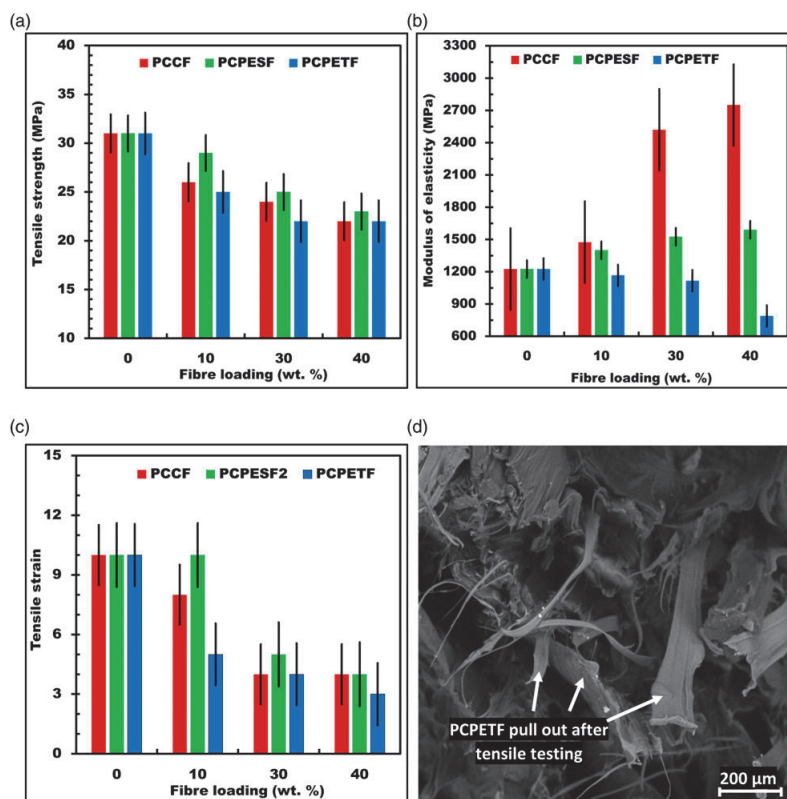 (a)
40
35
30
25
20
15
10
Tensile strength (MPa)
PCCF PCPESF PCPETF
0 10 30 40
Fibre loading (wt. %)
(b)
3300
3000
2700
2400
2100
1800
1500
1200
900
600
Modulus of elasticity (MPa)
PCCF PCPESF PCPETF
0 10 30 40
Fibre loading (wt. %)
(c)
15
12
9
6
3
0
Tensile strain
PCCF PCPESF2 PCPETF
0 10 30 40
Fibre loading (wt. %)
(d)
PCPETF pull out after
tensile testing
200 µm